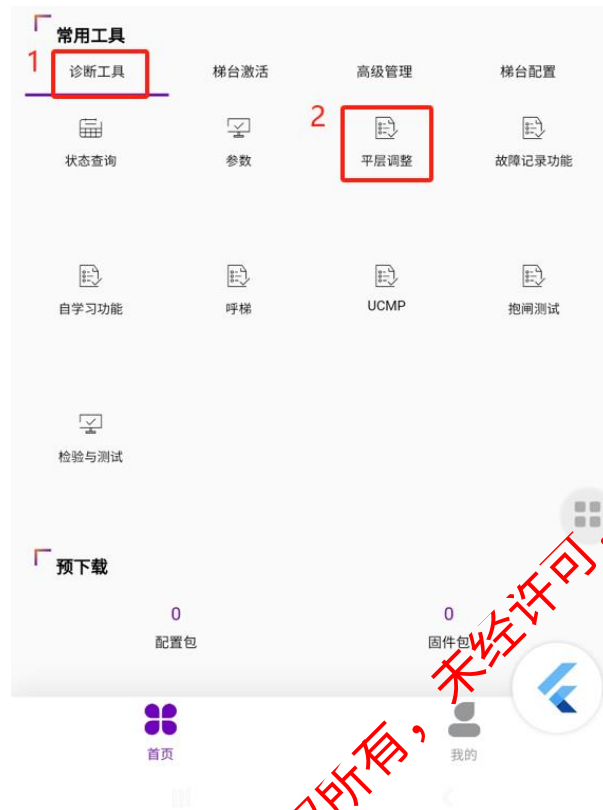 常用工具
1
诊断工具 梯台激活 高级管理 梯台配置
2
状态查询 参数 平层调整 故障记录功能
自学习功能 呼梯 UCMP 抱闸测试
检验与测试
预下载
0 0
配置包 固件包
首页 我的
所有，未经许可，